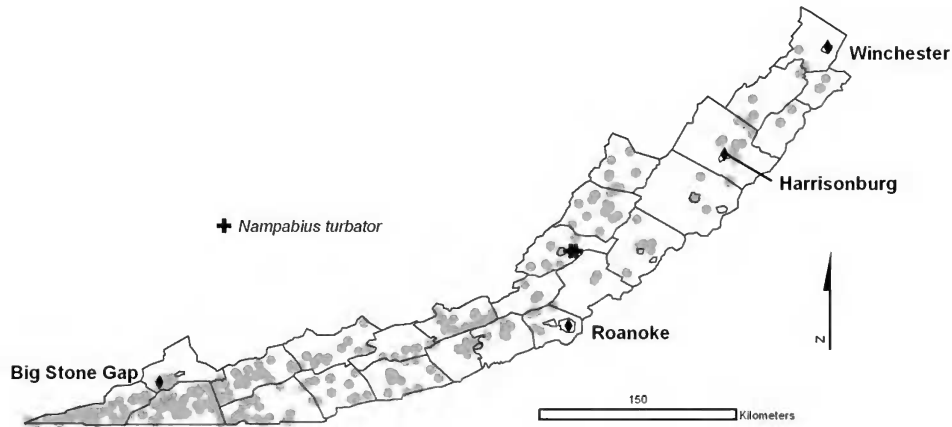 Winchester
Harrisonburg
Nampabius turbator
Roanoke
N
Big Stone Gap
150
Kilometers